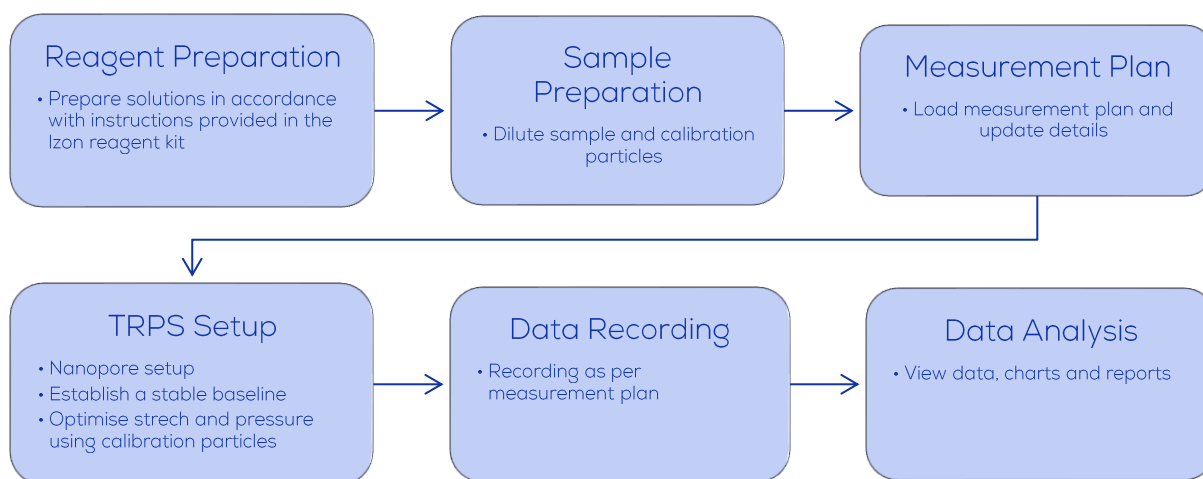 Reagent Preparation
• Prepare solutions in accordance
with instructions provided in the
Izon reagent kit
Sample
Preparation
• Dilute sample and calibration
particles
Measurement Plan
• Load measurement plan and
update details
TRPS Setup
• Nanopore setup
• Establish a stable baseline
• Optimise strech and pressure
using calibration particles
Data Recording
• Recording as per
measurement plan
Data Analysis
• View data, charts and reports